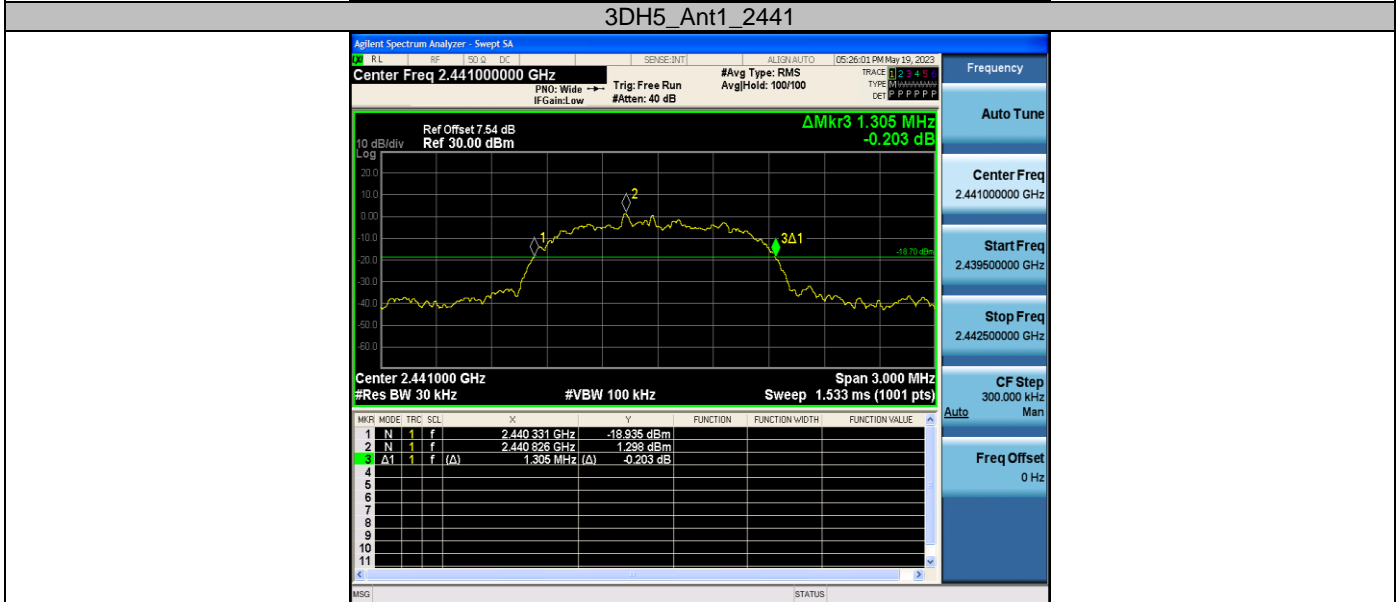 3DH5_Ant1_2441
Agilent Spectrum Analyzer - Swept SA
RL RF 50 Ω DC SENSE:INT ALIGN AUTO 05:26:01 PM May 19, 2023
Center Freq 2.441000000 GHz
PNO: Wide
IFGain:Low
Trig: Free Run
#Atten: 40 dB
#Avg Type: RMS
Avg|Hold: 100/100
TRACE 1 2 3 4 5 6
TYPE M
DET P P P P P P
ΔMkr3 1.305 MHz
-0.203 dB
Ref Offset 7.54 dB
10 dB/div Ref 30.00 dBm
Log
20.0
10.0
0.00
-10.0
-20.0
-30.0
-40.0
-50.0
-60.0
1
2
3Δ1
-18.70 dBm
Center 2.441000 GHz Span 3.000 MHz
#Res BW 30 kHz #VBW 100 kHz Sweep 1.533 ms (1001 pts)
MKR MODE TRC SCL X Y FUNCTION FUNCTION WIDTH FUNCTION VALUE
1 N 1 f 2.440 331 GHz -18.935 dBm
2 N 1 f 2.440 826 GHz 1.298 dBm
3 Δ1 1 f (Δ) 1.305 MHz (Δ) -0.203 dB
4
5
6
7
8
9
10
11
MSG STATUS
Frequency
Auto Tune
Center Freq
2.441000000 GHz
Start Freq
2.439500000 GHz
Stop Freq
2.442500000 GHz
CF Step
300.000 kHz
Auto Man
Freq Offset
0 Hz